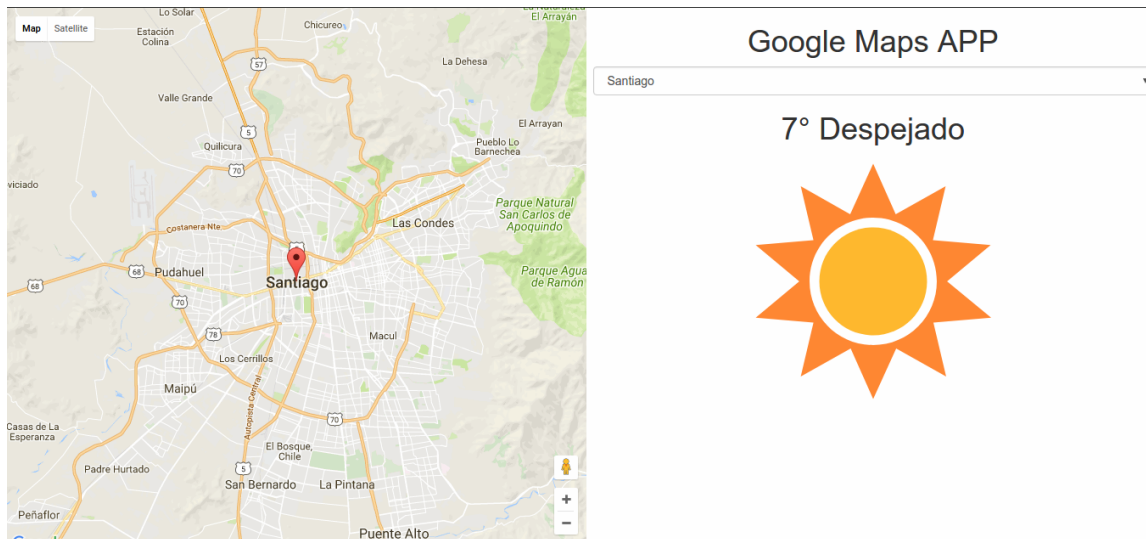 Map Satellite
Lo Solar
Estación
Colina
Chicureo
El Arrayán
La Dehesa
57
Valle Grande
5
El Arrayan
Quilicura
Pueblo Lo
Barnechea
70
viciado
Parque Natural
San Carlos de
Apoquindo
Las Condes
Costanera Nte
68
Pudahuel
68
Santiago
Parque Agua
de Ramón
70
78
Macul
Los Cerrillos
Maipú
Autopista Central
70
Casas de La
Esperanza
El Bosque,
Chile
Padre Hurtado
5
San Bernardo
La Pintana
Peñaflor
Puente Alto
+
−
Google Maps APP
Santiago
7° Despejado